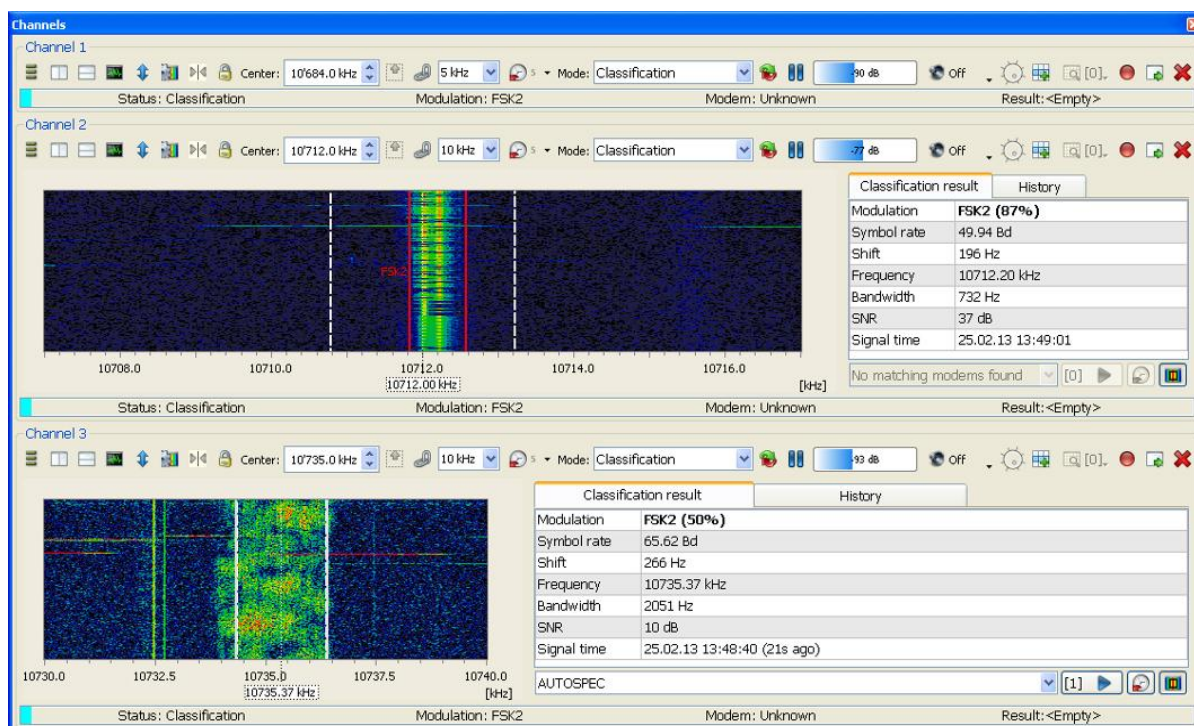 Channels
Channel 1
Center: 10'684.0 kHz 5 kHz 5 Mode: Classification -90 dB Off [0]
Status: Classification Modulation: FSK2 Modem: Unknown Result:<Empty>
Channel 2
Center: 10'712.0 kHz 10 kHz 5 Mode: Classification -77 dB Off [0]
FSK2
10708.0 10710.0 10712.0 10714.0 10716.0
10712.00 kHz
[kHz]
Classification result History
Modulation FSK2 (87%)
Symbol rate 49.94 Bd
Shift 196 Hz
Frequency 10712.20 kHz
Bandwidth 732 Hz
SNR 37 dB
Signal time 25.02.13 13:49:01
No matching modems found [0]
Status: Classification Modulation: FSK2 Modem: Unknown Result:<Empty>
Channel 3
Center: 10'735.0 kHz 10 kHz 5 Mode: Classification -93 dB Off [0]
10730.0 10732.5 10735.0 10737.5 10740.0
10735.37 kHz
[kHz]
Classification result History
Modulation FSK2 (50%)
Symbol rate 65.62 Bd
Shift 266 Hz
Frequency 10735.37 kHz
Bandwidth 2051 Hz
SNR 10 dB
Signal time 25.02.13 13:48:40 (21s ago)
AUTOSPEC [1]
Status: Classification Modulation: FSK2 Modem: Unknown Result:<Empty>